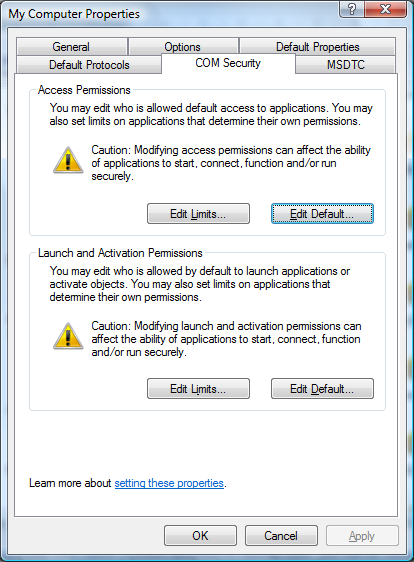 My Computer Properties
General Options Default Properties
Default Protocols COM Security MSDTC
Access Permissions
You may edit who is allowed default access to applications. You may
also set limits on applications that determine their own permissions.
Caution: Modifying access permissions can affect the ability
of applications to start, connect, function and/or run
securely.
Edit Limits... Edit Default...
Launch and Activation Permissions
You may edit who is allowed by default to launch applications or
activate objects. You may also set limits on applications that
determine their own permissions.
Caution: Modifying launch and activation permissions can
affect the ability of applications to start, connect, function
and/or run securely.
Edit Limits... Edit Default...
Learn more about setting these properties.
OK Cancel Apply